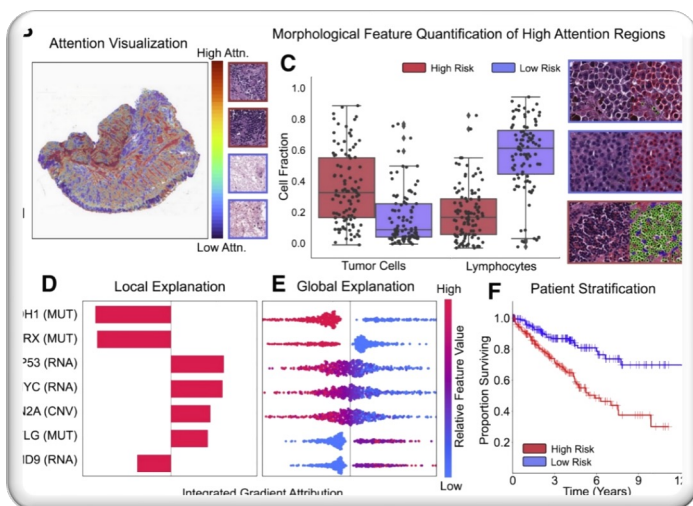 Attention Visualization
High Attn.
Low Attn.
Morphological Feature Quantification of High Attention Regions
C
High Risk
Low Risk
Cell Fraction
1.0
0.8
0.6
0.4
0.2
0.0
Tumor Cells
Lymphocytes
D
Local Explanation
H1 (MUT)
RX (MUT)
P53 (RNA)
YC (RNA)
N2A (CNV)
LG (MUT)
ID9 (RNA)
Integrated Gradient Attribution
E
Global Explanation
High
Relative Feature Value
Low
F
Patient Stratification
Proportion Surviving
1.0
0.8
0.6
0.4
0.2
High Risk
Low Risk
0 3 6 9
Time (Years)